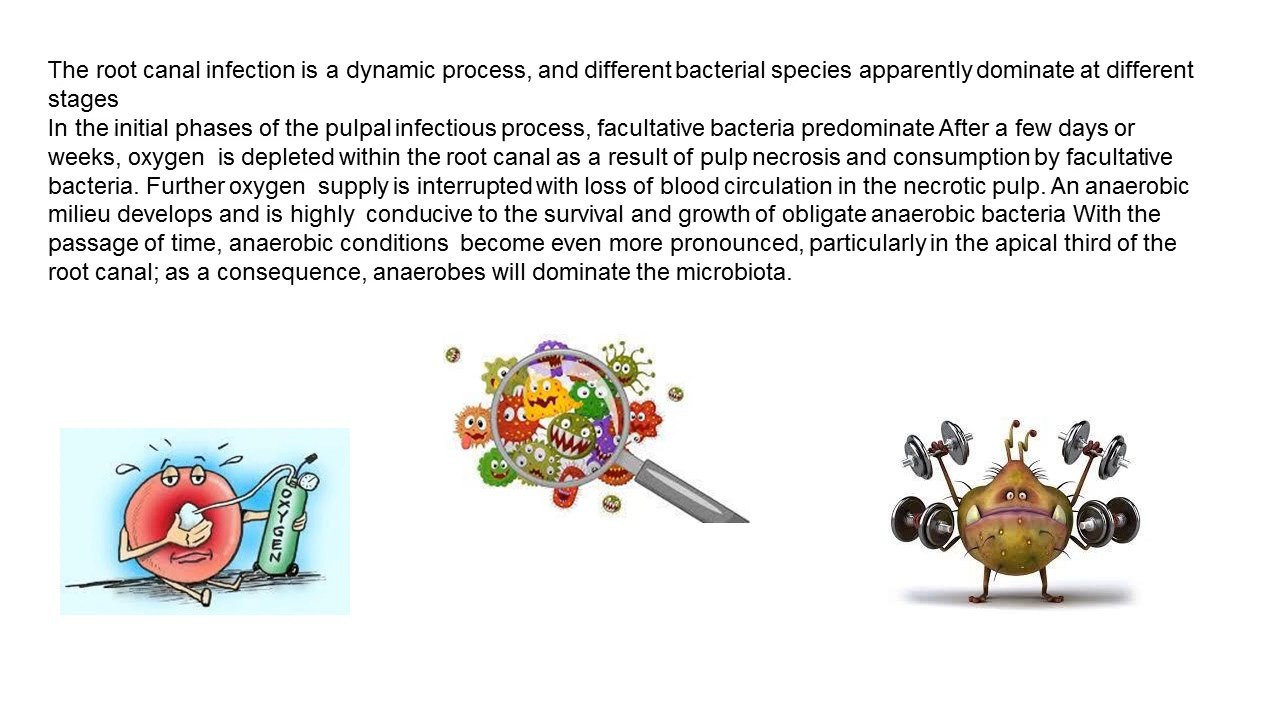 The root canal infection is a dynamic process, and different bacterial species apparently dominate at different
stages
In the initial phases of the pulpal infectious process, facultative bacteria predominate After a few days or
weeks, oxygen is depleted within the root canal as a result of pulp necrosis and consumption by facultative
bacteria. Further oxygen supply is interrupted with loss of blood circulation in the necrotic pulp. An anaerobic
milieu develops and is highly conducive to the survival and growth of obligate anaerobic bacteria With the
passage of time, anaerobic conditions become even more pronounced, particularly in the apical third of the
root canal; as a consequence, anaerobes will dominate the microbiota.
OXYGEN